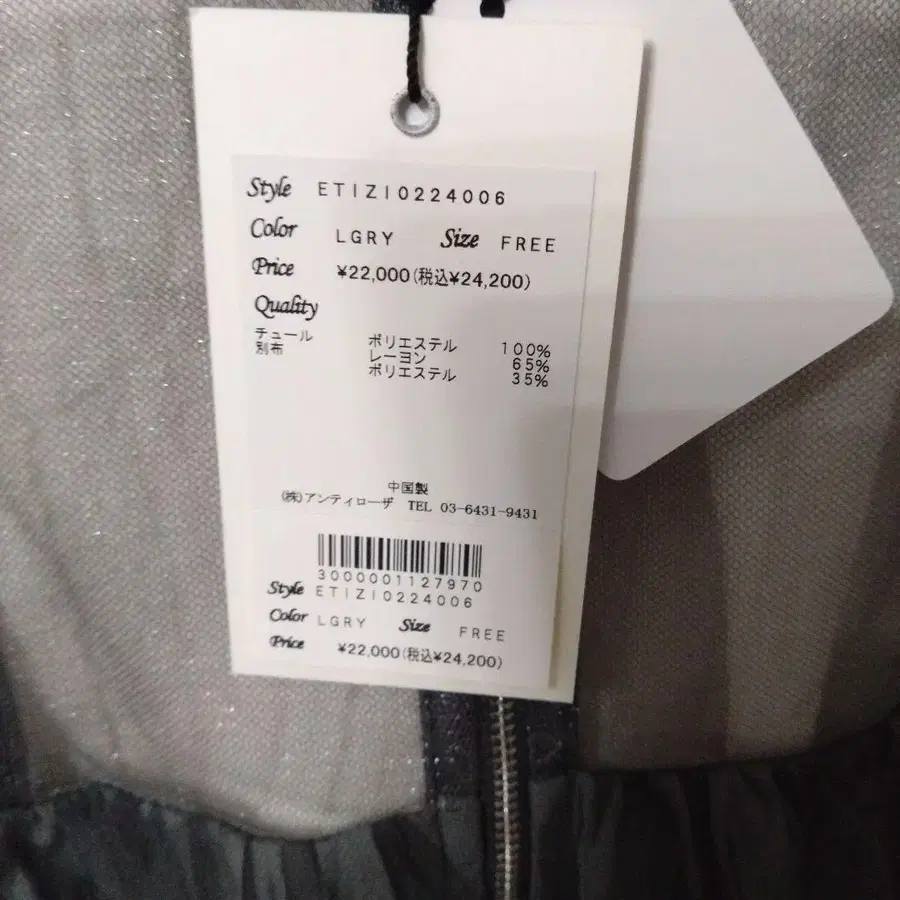 Style ETIZI0224006
Color LGRY Size FREE
Price ¥22,000(税込¥24,200)
Quality
チュール ポリエステル 100%
別布 レーヨン 65%
ポリエステル 35%
中国製
(株)アンティローザ TEL 03-6431-9431
3000001127970
Style ETIZI0224006
Color LGRY Size FREE
Price ¥22,000(税込¥24,200)